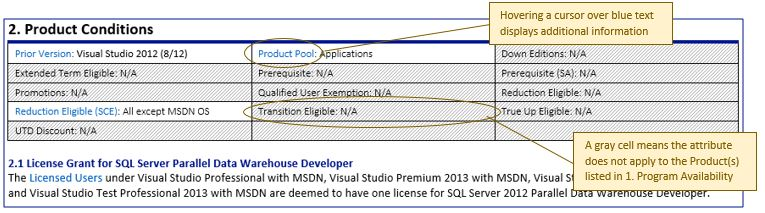 Hovering a cursor over blue text
displays additional information
2. Product Conditions
Prior Version: Visual Studio 2012 (8/12) Product Pool: Applications Down Editions: N/A
Extended Term Eligible: N/A Prerequisite: N/A Prerequisite (SA): N/A
Promotions: N/A Qualified User Exemption: N/A Reduction Eligible: N/A
Reduction Eligible (SCE): All except MSDN OS Transition Eligible: N/A True Up Eligible: N/A
UTD Discount: N/A
A gray cell means the attribute
does not apply to the Product(s)
listed in 1. Program Availability
2.1 License Grant for SQL Server Parallel Data Warehouse Developer
The Licensed Users under Visual Studio Professional with MSDN, Visual Studio Premium 2013 with MSDN, Visual
and Visual Studio Test Professional 2013 with MSDN are deemed to have one license for SQL Server 2012 Parallel Data Warehouse Developer.